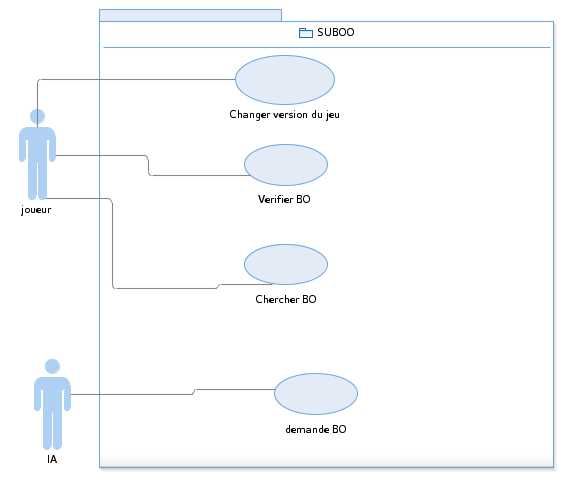 SUBOO
Changer version du jeu
Verifier BO
joueur
Chercher BO
demande BO
IA